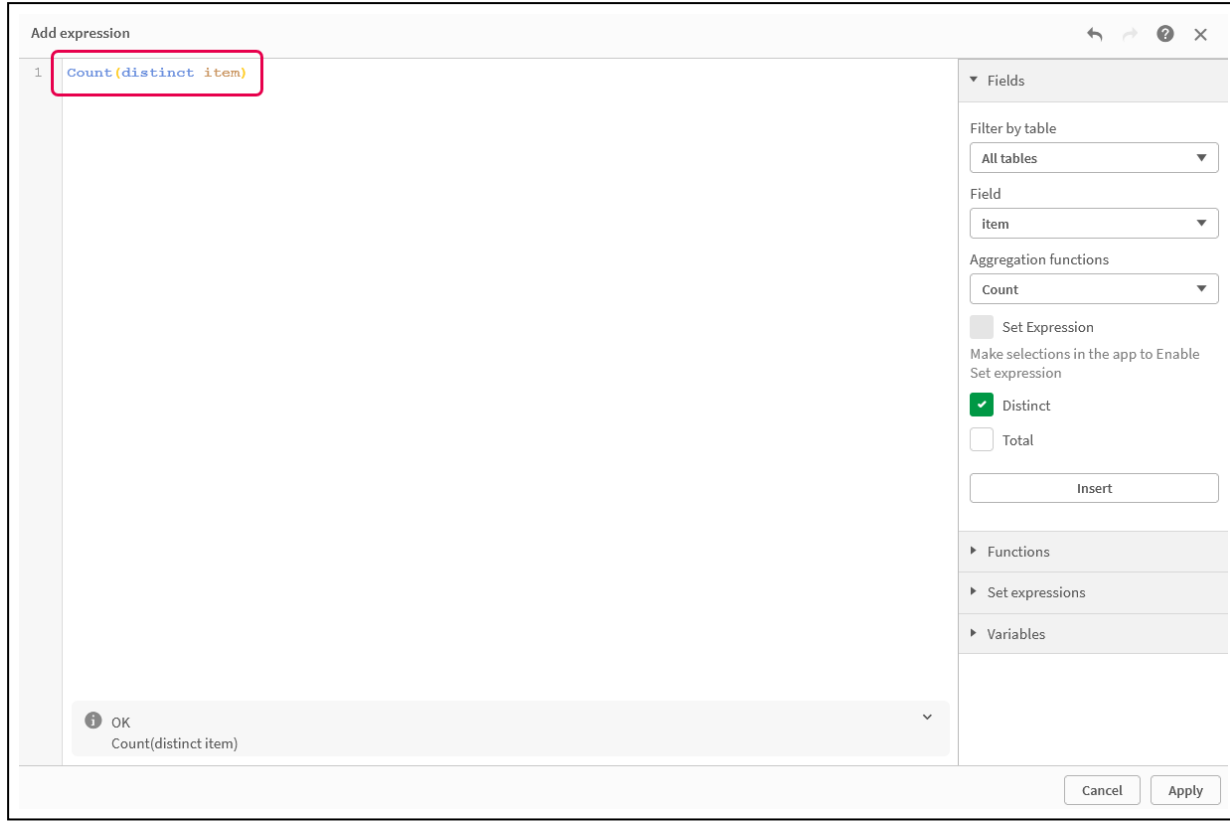 Add expression
1 Count(distinct item)
Fields
Filter by table
All tables
Field
item
Aggregation functions
Count
Set Expression
Make selections in the app to Enable
Set expression
Distinct
Total
Insert
Functions
Set expressions
Variables
OK
Count(distinct item)
Cancel Apply